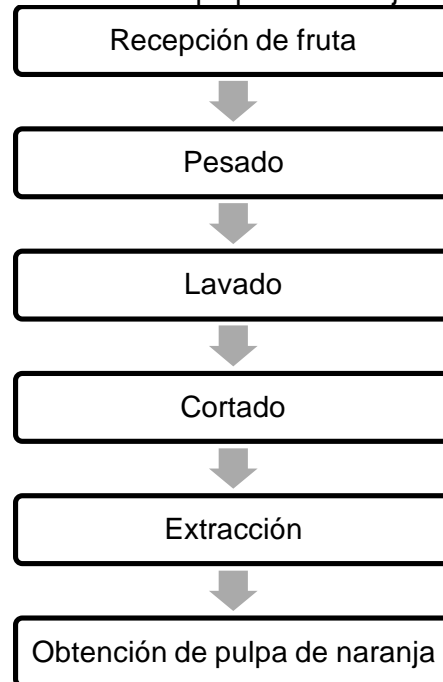 Recepción de fruta
Pesado
Lavado
Cortado
Extracción
Obtención de pulpa de naranja